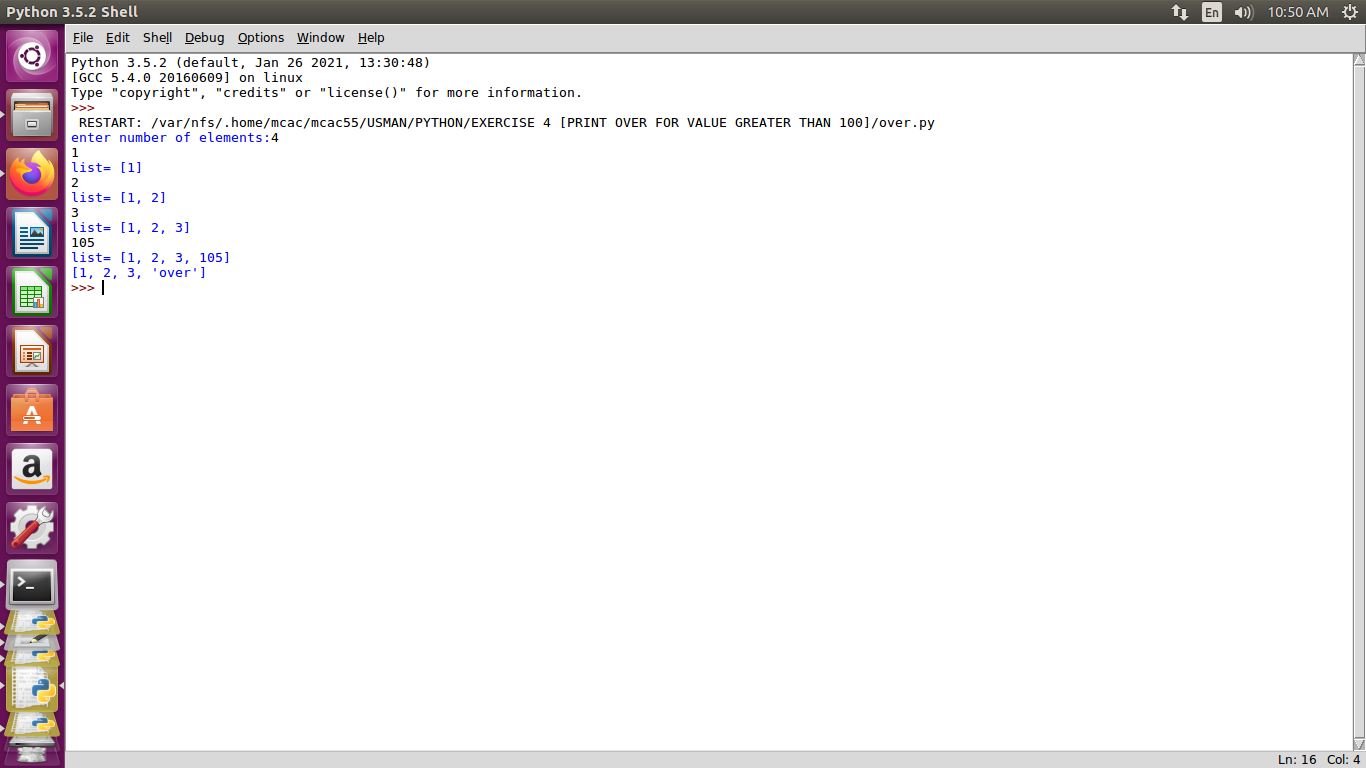 Python 3.5.2 Shell
En
10:50 AM
File Edit Shell Debug Options Window Help
Python 3.5.2 (default, Jan 26 2021, 13:30:48)
[GCC 5.4.0 20160609] on linux
Type "copyright", "credits" or "license()" for more information.
>>>
 RESTART: /var/nfs/.home/mcac/mcac55/USMAN/PYTHON/EXERCISE 4 [PRINT OVER FOR VALUE GREATER THAN 100]/over.py
enter number of elements:4
1
list= [1]
2
list= [1, 2]
3
list= [1, 2, 3]
105
list= [1, 2, 3, 105]
[1, 2, 3, 'over']
>>>
Ln: 16 Col: 4